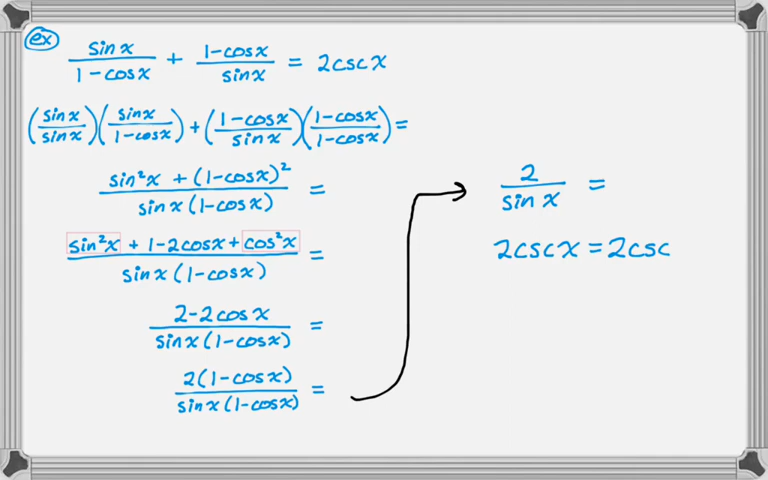 ex
sin x / (1-cos x) + (1-cos x) / sin x = 2csc x
(sin x / sin x)(sin x / (1-cos x)) + ((1-cos x) / sin x)((1-cos x) / (1-cos x)) =
(sin²x + (1-cos x)²) / (sin x (1-cos x)) =
(sin²x + 1-2cos x + cos²x) / (sin x (1-cos x)) =
(2-2cos x) / (sin x (1-cos x)) =
2(1-cos x) / (sin x (1-cos x)) =
2 / sin x =
2csc x = 2csc